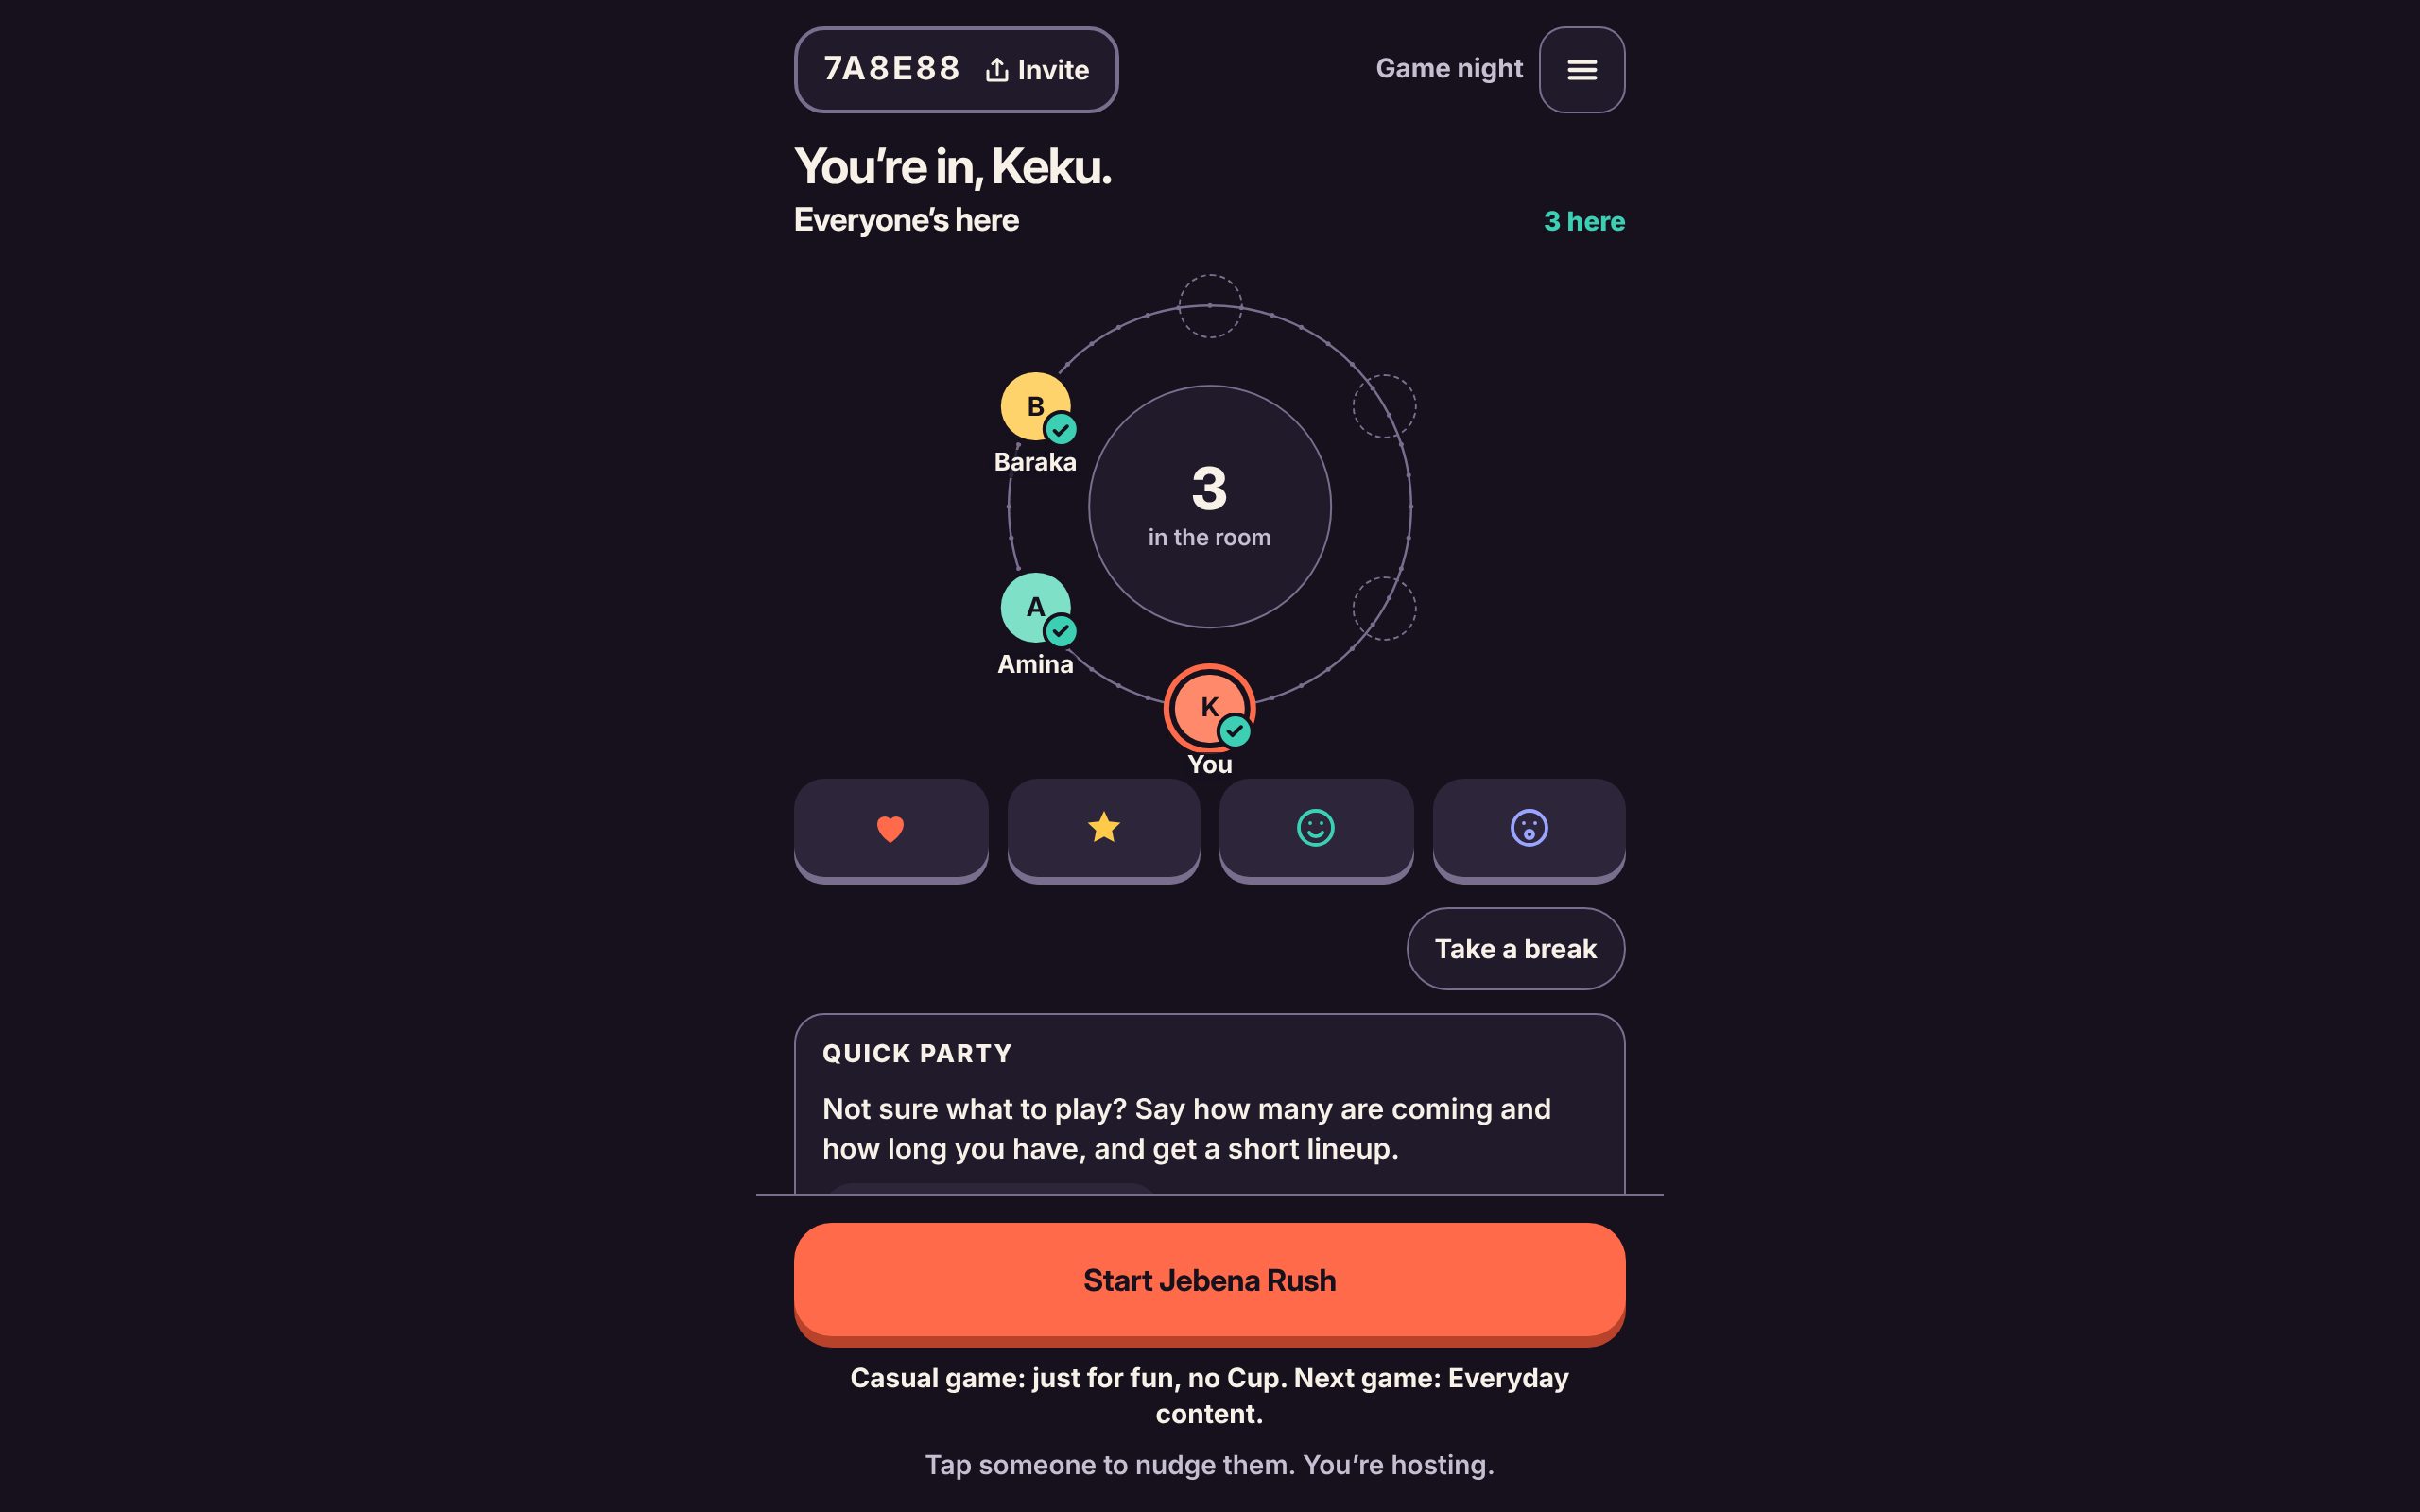 7A8E88 Invite
Game night
You're in, Keku.
Everyone's here
3 here
B
Baraka
3
in the room
A
Amina
K
You
Take a break
QUICK PARTY
Not sure what to play? Say how many are coming and
how long you have, and get a short lineup.
Start Jebena Rush
Casual game: just for fun, no Cup. Next game: Everyday
content.
Tap someone to nudge them. You're hosting.